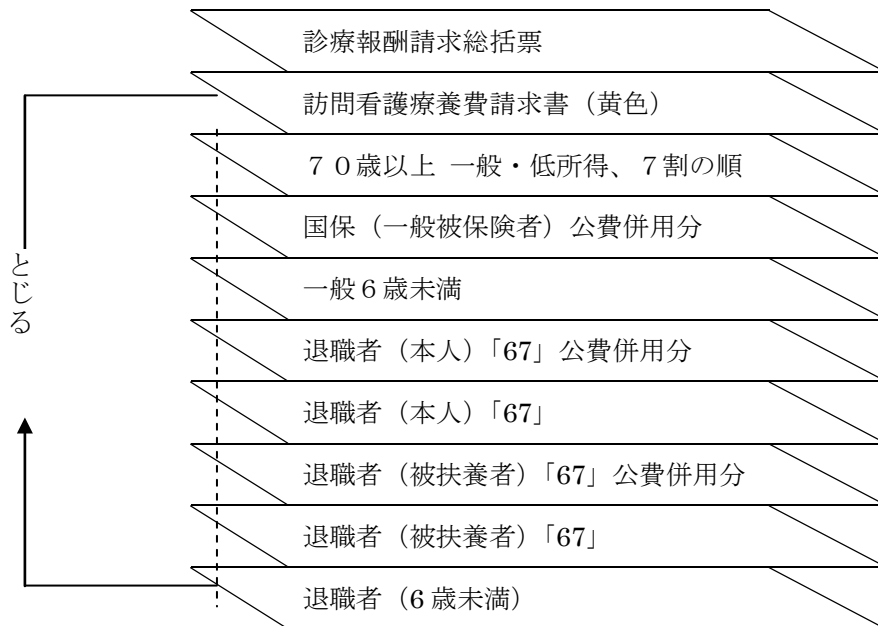 診療報酬請求総括票
訪問看護療養費請求書（黄色）
７０歳以上 一般・低所得、７割の順
国保（一般被保険者）公費併用分
一般６歳未満
退職者（本人）「67」公費併用分
退職者（本人）「67」
退職者（被扶養者）「67」公費併用分
退職者（被扶養者）「67」
退職者（6 歳未満）
とじる